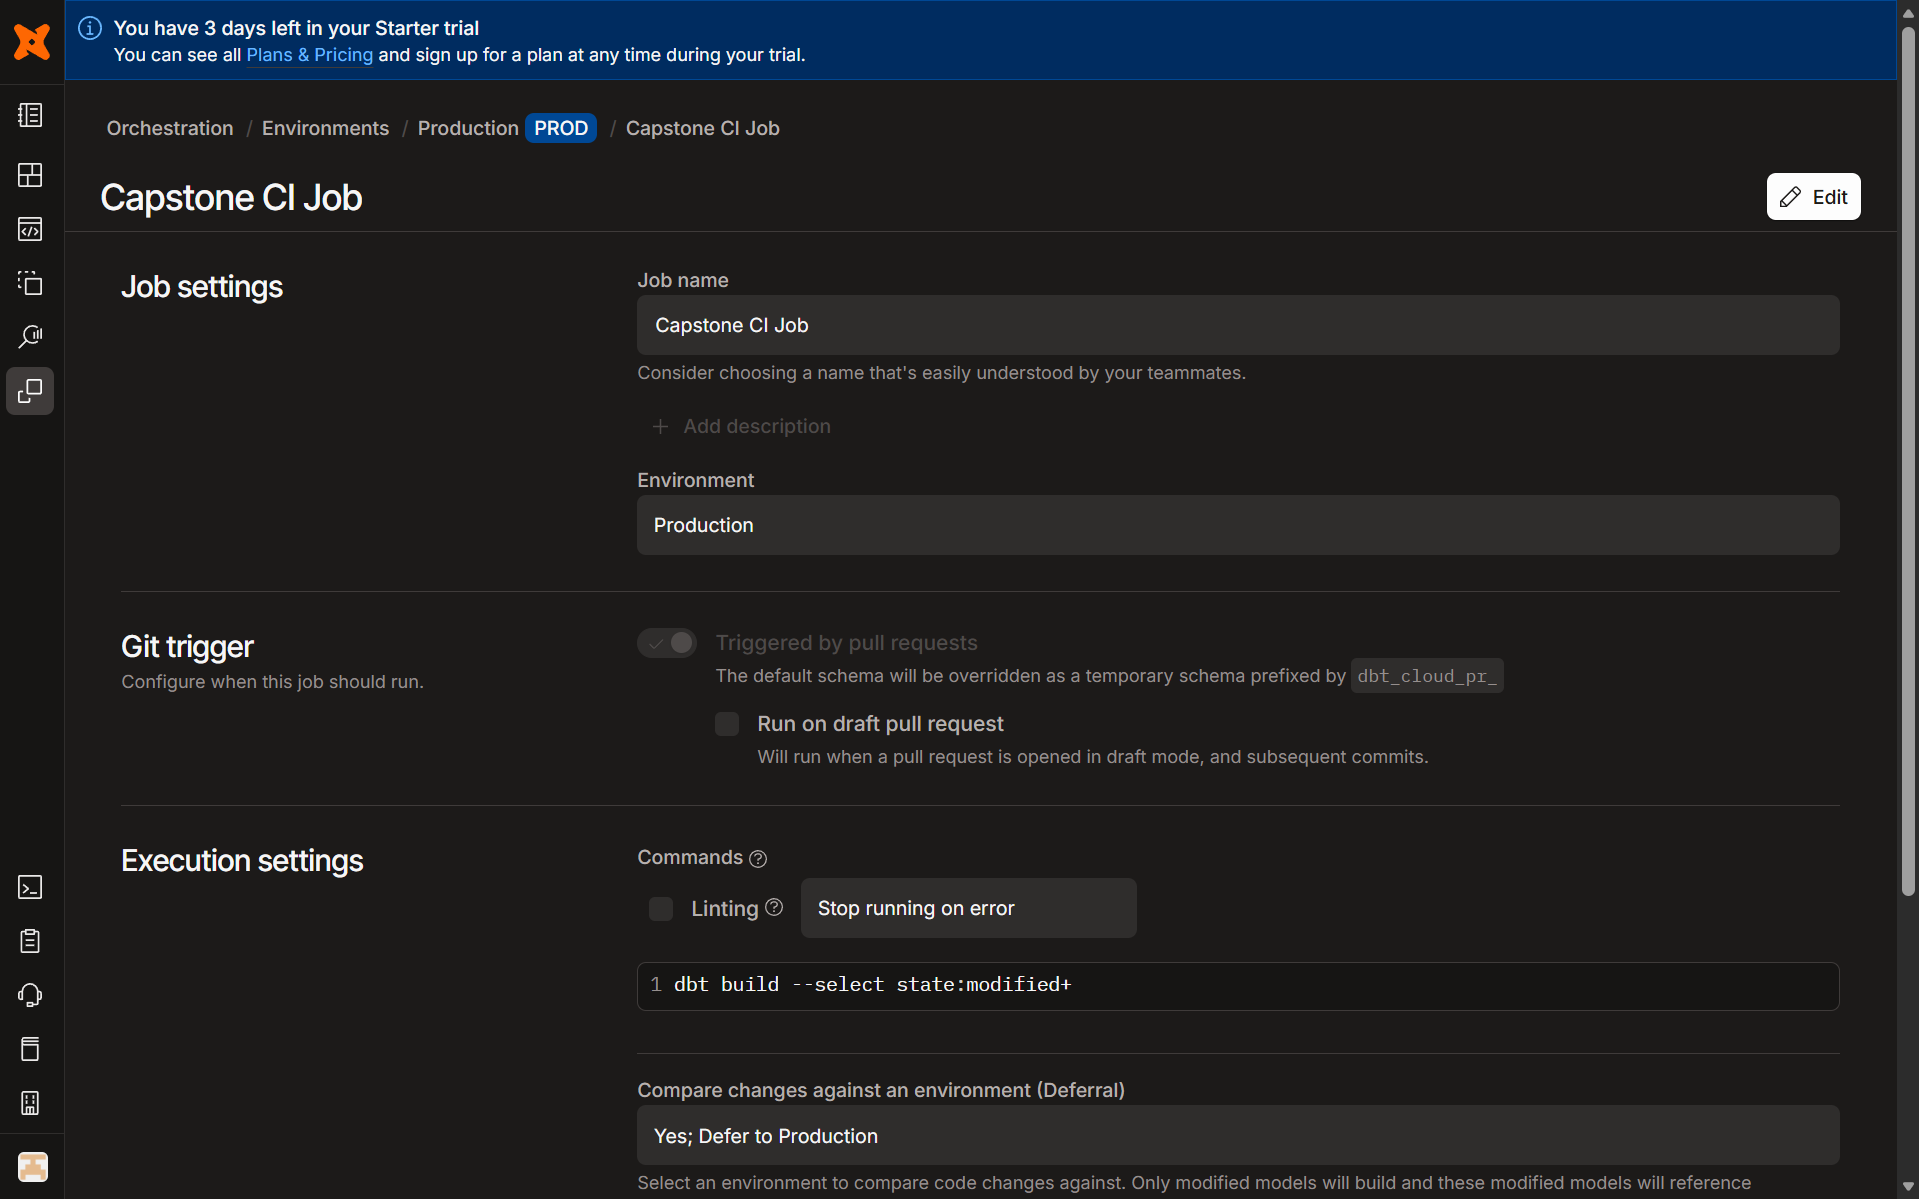 You have 3 days left in your Starter trial
You can see all Plans & Pricing and sign up for a plan at any time during your trial.
Orchestration / Environments / Production PROD / Capstone CI Job
Capstone CI Job
Edit
Job settings
Job name
Capstone CI Job
Consider choosing a name that's easily understood by your teammates.
+ Add description
Environment
Production
Git trigger
Configure when this job should run.
Triggered by pull requests
The default schema will be overridden as a temporary schema prefixed by dbt_cloud_pr_
Run on draft pull request
Will run when a pull request is opened in draft mode, and subsequent commits.
Execution settings
Commands
Linting
Stop running on error
1 dbt build --select state:modified+
Compare changes against an environment (Deferral)
Yes; Defer to Production
Select an environment to compare code changes against. Only modified models will build and these modified models will reference